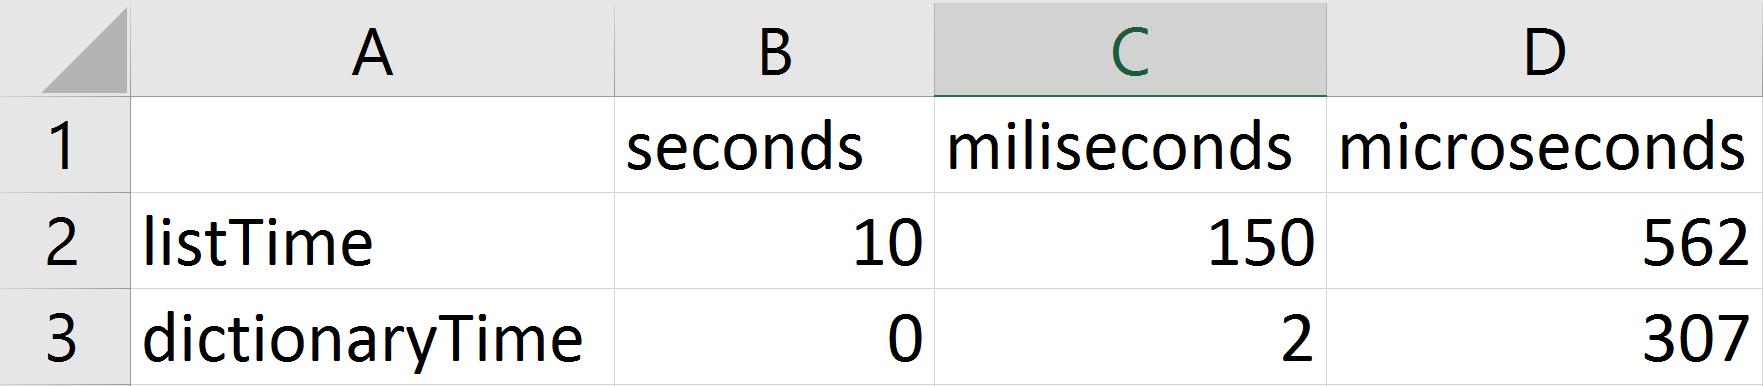 A B C D
1 seconds miliseconds microseconds
2 listTime 10 150 562
3 dictionaryTime 0 2 307